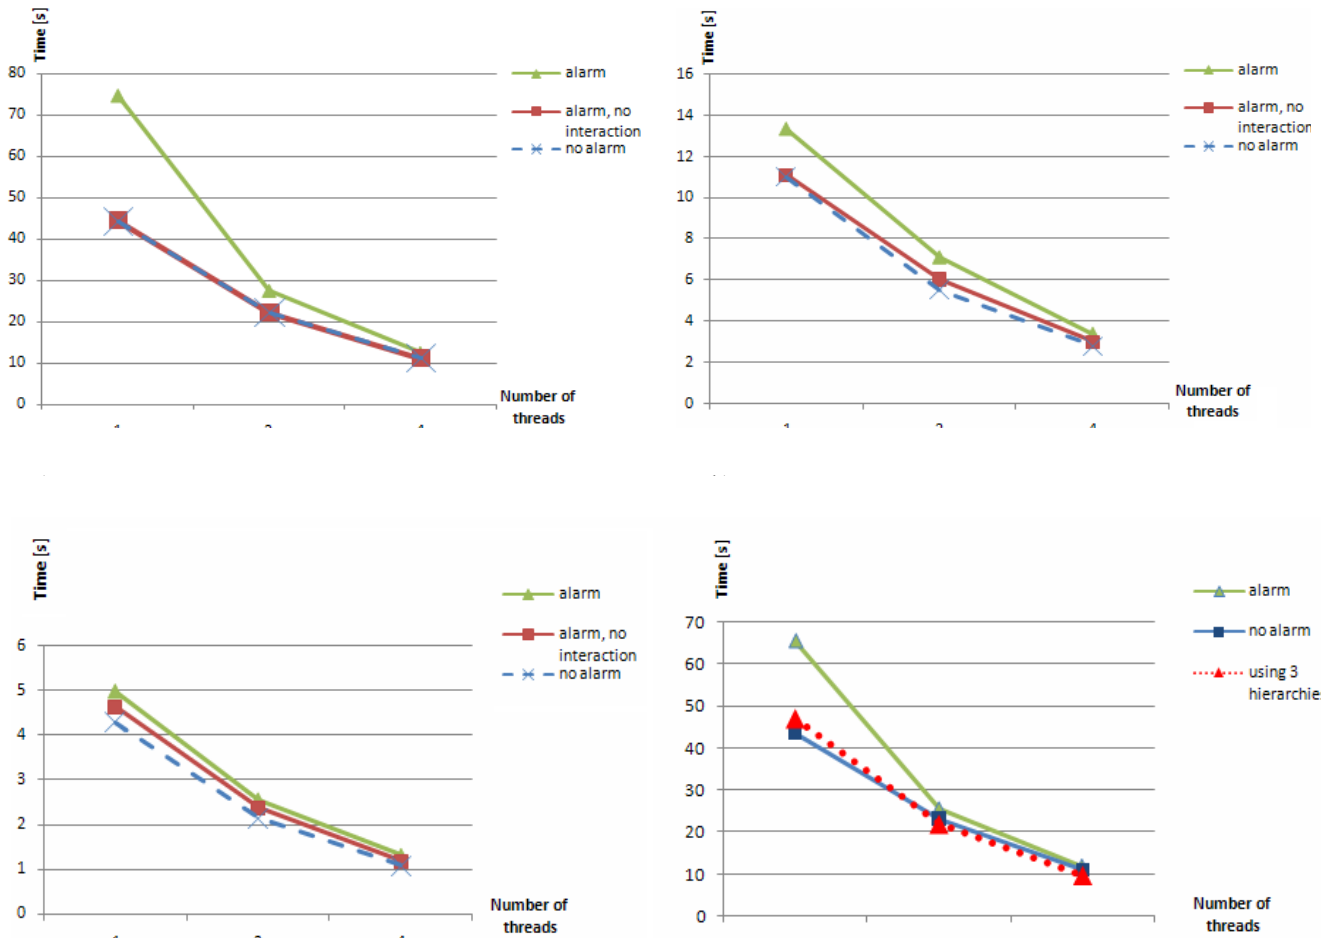 Time [s]
80
70
60
50
40
30
20
10
0
alarm
alarm, no
interaction
no alarm
Number of
threads
Time [s]
16
14
12
10
8
6
4
2
0
alarm
alarm, no
interaction
no alarm
Number of
threads
Time [s]
6
5
4
3
2
1
0
alarm
alarm, no
interaction
no alarm
Number of
threads
Time [s]
70
60
50
40
30
20
10
0
alarm
no alarm
using 3
hierarchie
Number of
threads